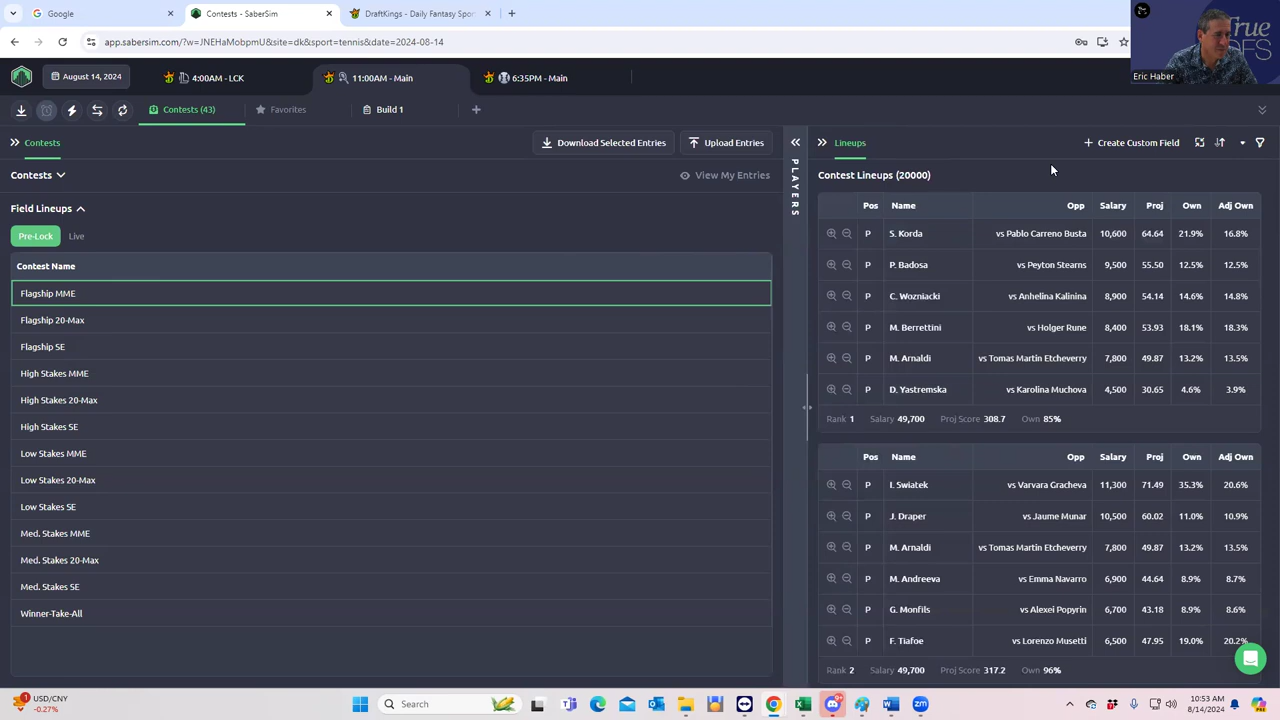 Google
Contests - SaberSim
DraftKings - Daily Fantasy Spor
app.sabersim.com/?w=JNEHaMobpmU&site=dk&sport=tennis&date=2024-08-14
True
Eric Haber
August 14, 2024
4:00AM - LCK
11:00AM - Main
6:35PM - Main
Contests (43)
Favorites
Build 1
Contests
Download Selected Entries
Upload Entries
Contests
View My Entries
Field Lineups
Pre-Lock
Live
Contest Name
Flagship MME
Flagship 20-Max
Flagship SE
High Stakes MME
High Stakes 20-Max
High Stakes SE
Low Stakes MME
Low Stakes 20-Max
Low Stakes SE
Med. Stakes MME
Med. Stakes 20-Max
Med. Stakes SE
Winner-Take-All
PLAYERS
Lineups
Create Custom Field
Contest Lineups (20000)
Pos Name Opp Salary Proj Own Adj Own
P S. Korda vs Pablo Carreno Busta 10,600 64.64 21.9% 16.8%
P P. Badosa vs Peyton Stearns 9,500 55.50 12.5% 12.5%
P C. Wozniacki vs Anhelina Kalinina 8,900 54.14 14.6% 14.8%
P M. Berrettini vs Holger Rune 8,400 53.93 18.1% 18.3%
P M. Arnaldi vs Tomas Martin Etcheverry 7,800 49.87 13.2% 13.5%
P D. Yastremska vs Karolina Muchova 4,500 30.65 4.6% 3.9%
Rank 1 Salary 49,700 Proj Score 308.7 Own 85%
Pos Name Opp Salary Proj Own Adj Own
P I. Swiatek vs Varvara Gracheva 11,300 71.49 35.3% 20.6%
P J. Draper vs Jaume Munar 10,500 60.02 11.0% 10.9%
P M. Arnaldi vs Tomas Martin Etcheverry 7,800 49.87 13.2% 13.5%
P M. Andreeva vs Emma Navarro 6,900 44.64 8.9% 8.7%
P G. Monfils vs Alexei Popyrin 6,700 43.18 8.9% 8.6%
P F. Tiafoe vs Lorenzo Musetti 6,500 47.95 19.0% 20.2%
Rank 2 Salary 49,700 Proj Score 317.2 Own 96%
USD/CNY
-0.27%
Search
10:53 AM
8/14/2024